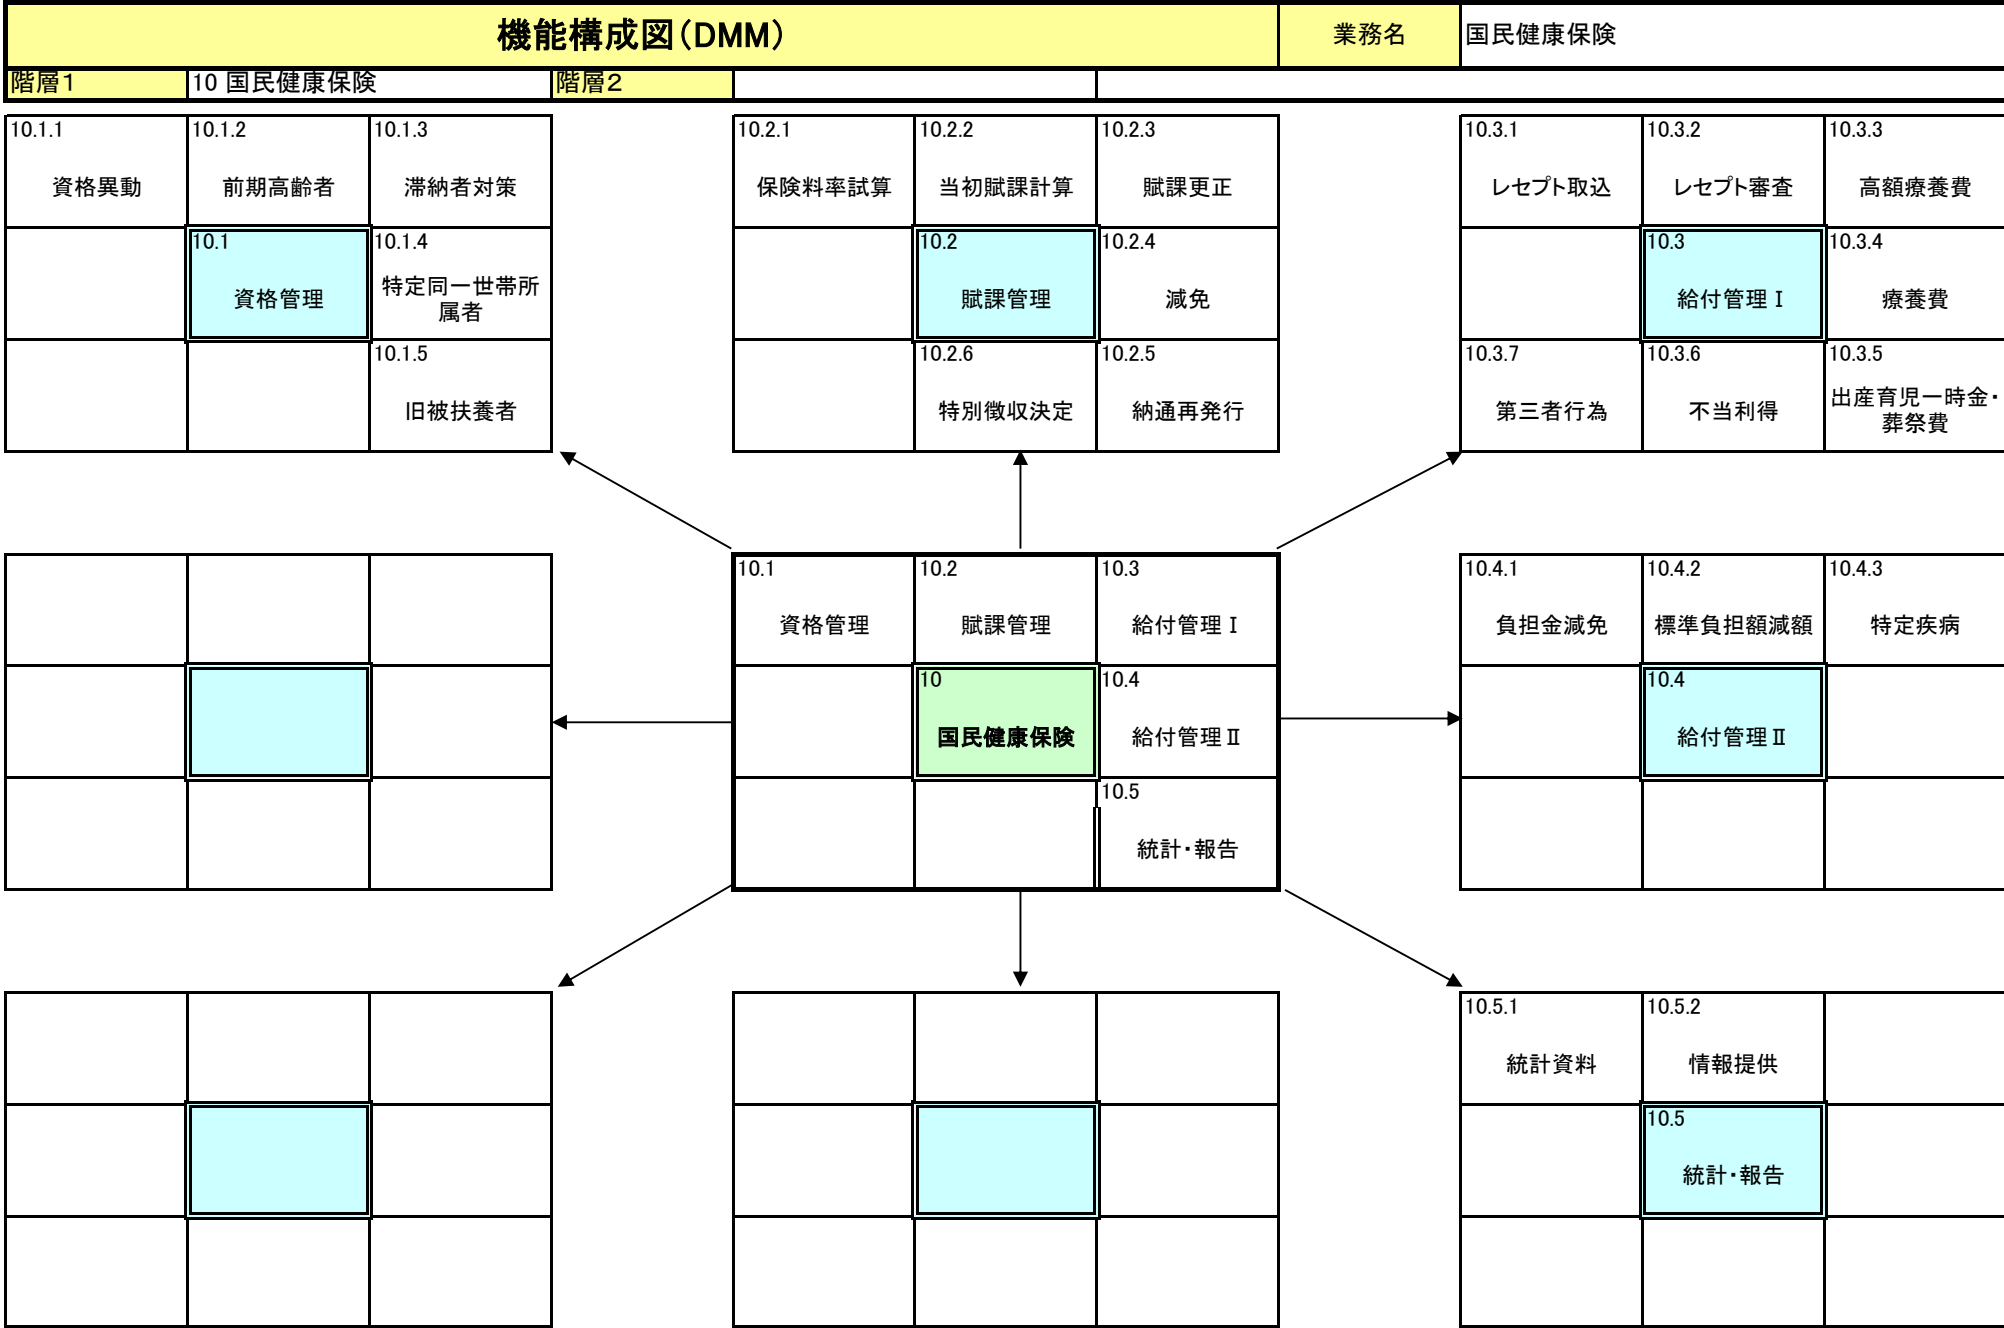 機能構成図(DMM)
業務名
国民健康保険
階層1
10 国民健康保険
階層2
10.1.1
資格異動
10.1.2
前期高齢者
10.1.3
滞納者対策
10.1
資格管理
10.1.4
特定同一世帯所
属者
10.1.5
旧被扶養者
10.2.1
保険料率試算
10.2.2
当初賦課計算
10.2.3
賦課更正
10.2
賦課管理
10.2.4
減免
10.2.6
特別徴収決定
10.2.5
納通再発行
10.3.1
レセプト取込
10.3.2
レセプト審査
10.3.3
高額療養費
10.3
給付管理Ⅰ
10.3.4
療養費
10.3.7
第三者行為
10.3.6
不当利得
10.3.5
出産育児一時金・
葬祭費
10.1
資格管理
10.2
賦課管理
10.3
給付管理Ⅰ
10
国民健康保険
10.4
給付管理Ⅱ
10.5
統計・報告
10.4.1
負担金減免
10.4.2
標準負担額減額
10.4.3
特定疾病
10.4
給付管理Ⅱ
10.5.1
統計資料
10.5.2
情報提供
10.5
統計・報告